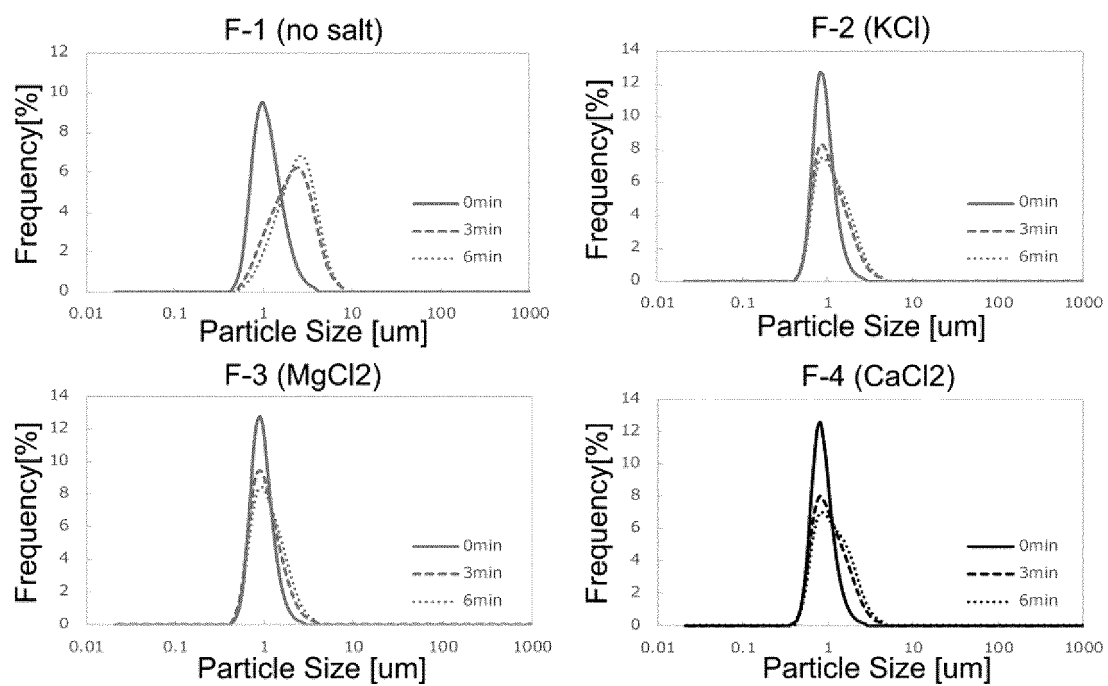 F-1 (no salt)
12
10
8
6
4
2
0
Frequency[%]
0min
3min
6min
0.01 0.1 1 10 100 1000
Particle Size [um]
F-2 (KCl)
14
12
10
8
6
4
2
0
Frequency[%]
0min
3min
6min
0.01 0.1 1 10 100 1000
Particle Size [um]
F-3 (MgCl2)
14
12
10
8
6
4
2
0
Frequency[%]
0min
3min
6min
0.01 0.1 1 10 100 1000
Particle Size [um]
F-4 (CaCl2)
14
12
10
8
6
4
2
0
Frequency[%]
0min
3min
6min
0.01 0.1 1 10 100 1000
Particle Size [um]